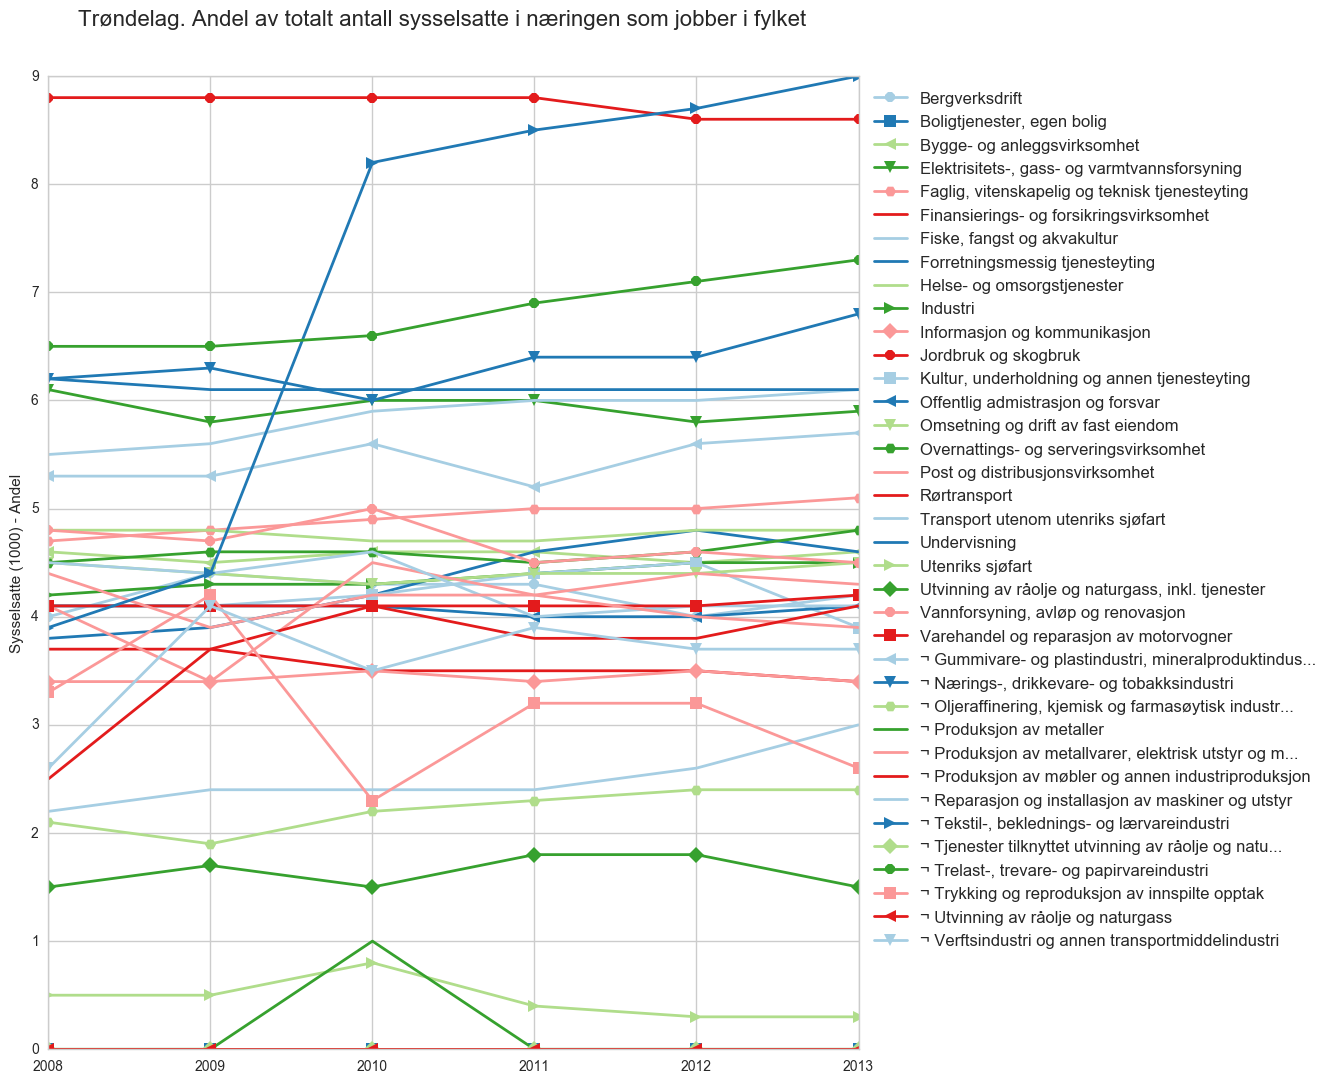 Trøndelag. Andel av totalt antall sysselsatte i næringen som jobber i fylket
9
8
7
6
5
4
3
2
1
0
Sysselsatte (1000) - Andel
2008
2009
2010
2011
2012
2013
Bergverksdrift
Boligtjenester, egen bolig
Bygge- og anleggsvirksomhet
Elektrisitets-, gass- og varmtvannsforsyning
Faglig, vitenskapelig og teknisk tjenesteyting
Finansierings- og forsikringsvirksomhet
Fiske, fangst og akvakultur
Forretningsmessig tjenesteyting
Helse- og omsorgstjenester
Industri
Informasjon og kommunikasjon
Jordbruk og skogbruk
Kultur, underholdning og annen tjenesteyting
Offentlig admistrasjon og forsvar
Omsetning og drift av fast eiendom
Overnattings- og serveringsvirksomhet
Post og distribusjonsvirksomhet
Rørtransport
Transport utenom utenriks sjøfart
Undervisning
Utenriks sjøfart
Utvinning av råolje og naturgass, inkl. tjenester
Vannforsyning, avløp og renovasjon
Varehandel og reparasjon av motorvogner
¬ Gummivare- og plastindustri, mineralproduktindus...
¬ Nærings-, drikkevare- og tobakksindustri
¬ Oljeraffinering, kjemisk og farmasøytisk industr...
¬ Produksjon av metaller
¬ Produksjon av metallvarer, elektrisk utstyr og m...
¬ Produksjon av møbler og annen industriproduksjon
¬ Reparasjon og installasjon av maskiner og utstyr
¬ Tekstil-, beklednings- og lærvareindustri
¬ Tjenester tilknyttet utvinning av råolje og natu...
¬ Trelast-, trevare- og papirvareindustri
¬ Trykking og reproduksjon av innspilte opptak
¬ Utvinning av råolje og naturgass
¬ Verftsindustri og annen transportmiddelindustri